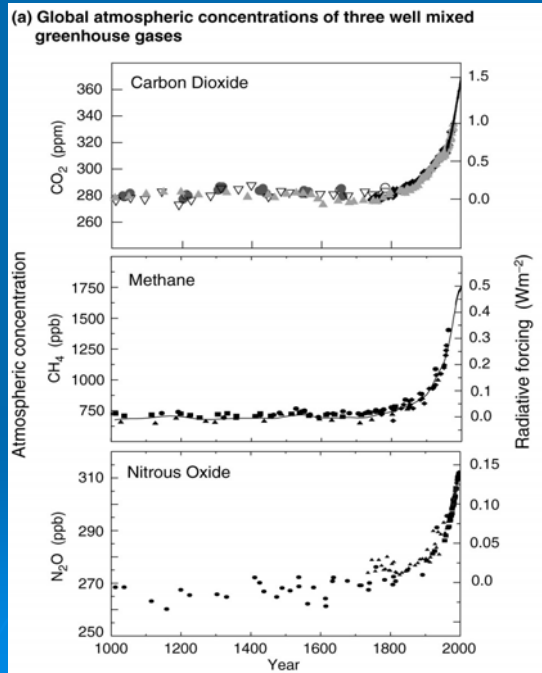 (a) Global atmospheric concentrations of three well mixed
greenhouse gases
Carbon Dioxide
360
340
320
300
280
260
CO₂ (ppm)
1.5
1.0
0.5
0.0
Methane
1750
1500
1250
1000
750
CH₄ (ppb)
0.5
0.4
0.3
0.2
0.1
0.0
Atmospheric concentration
Radiative forcing (Wm⁻²)
Nitrous Oxide
310
290
270
250
N₂O (ppb)
0.15
0.10
0.05
0.0
1000 1200 1400 1600 1800 2000
Year